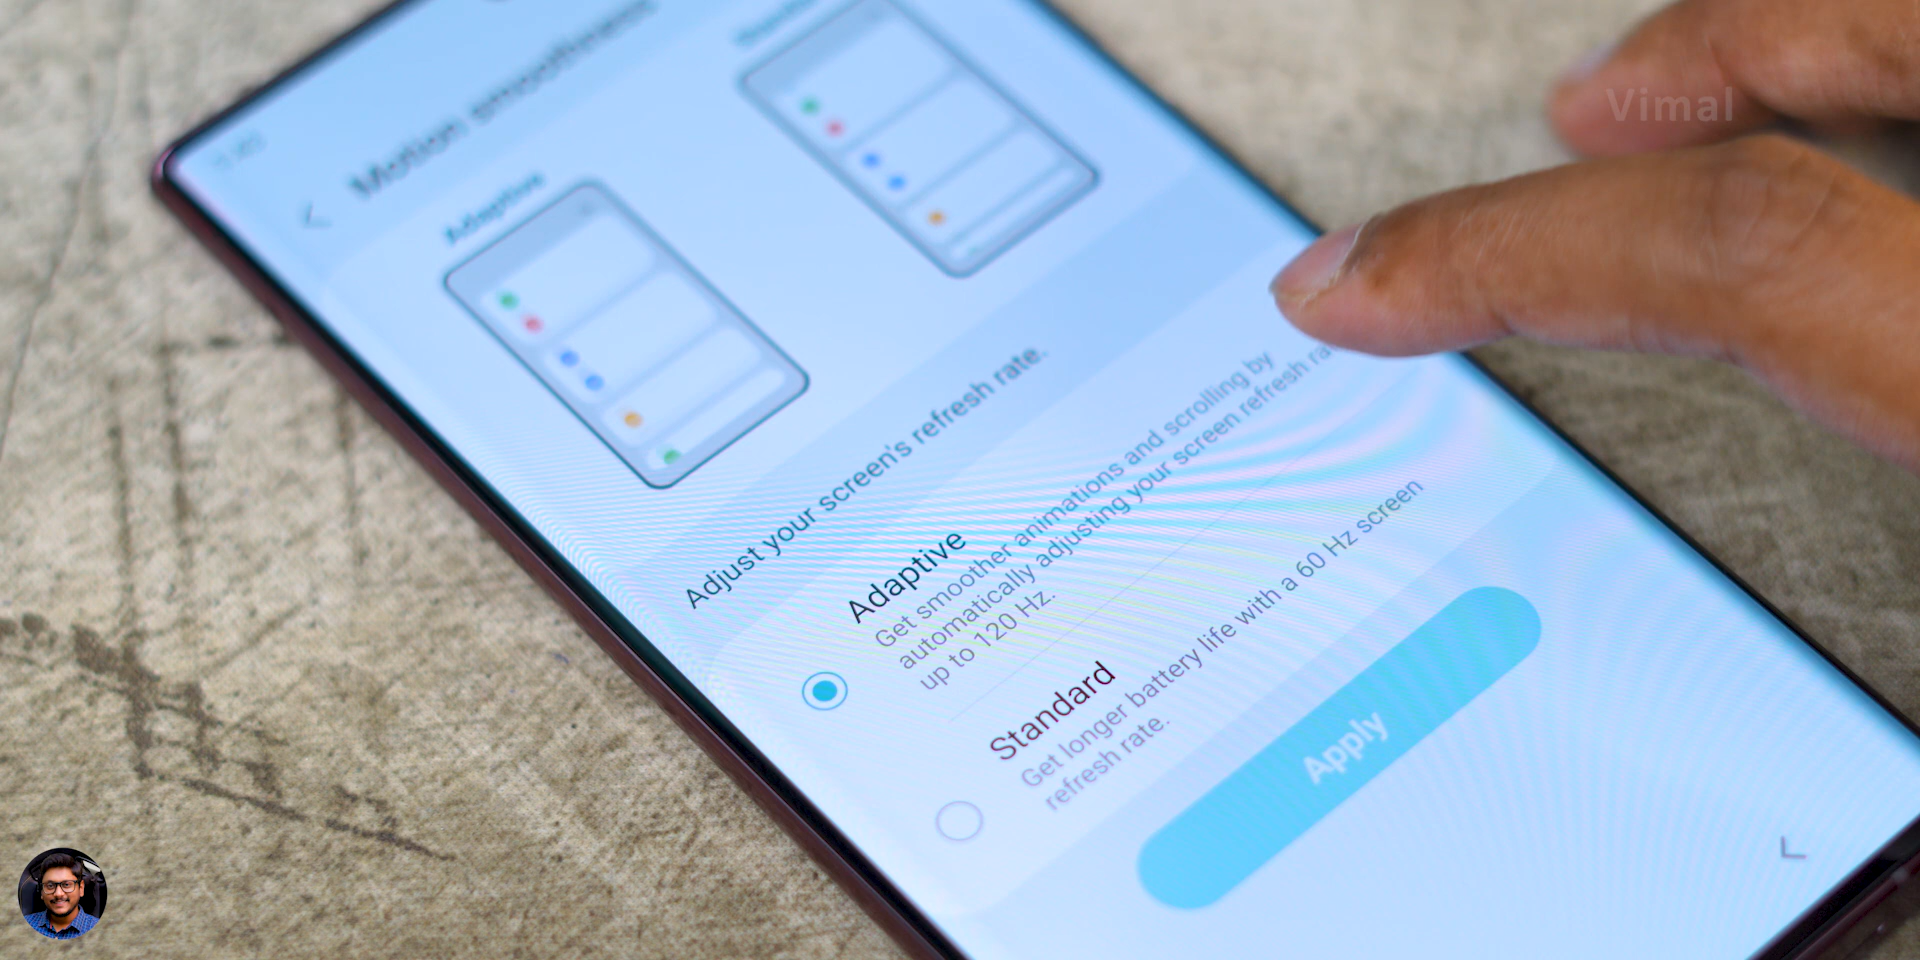 Vimal
Motion smoothness
Adaptive
Adjust your screen's refresh rate.
Adaptive
Get smoother animations and scrolling by
automatically adjusting your screen refresh
up to 120 Hz.
Standard
Get longer battery life with a 60 Hz screen
refresh rate.
Apply